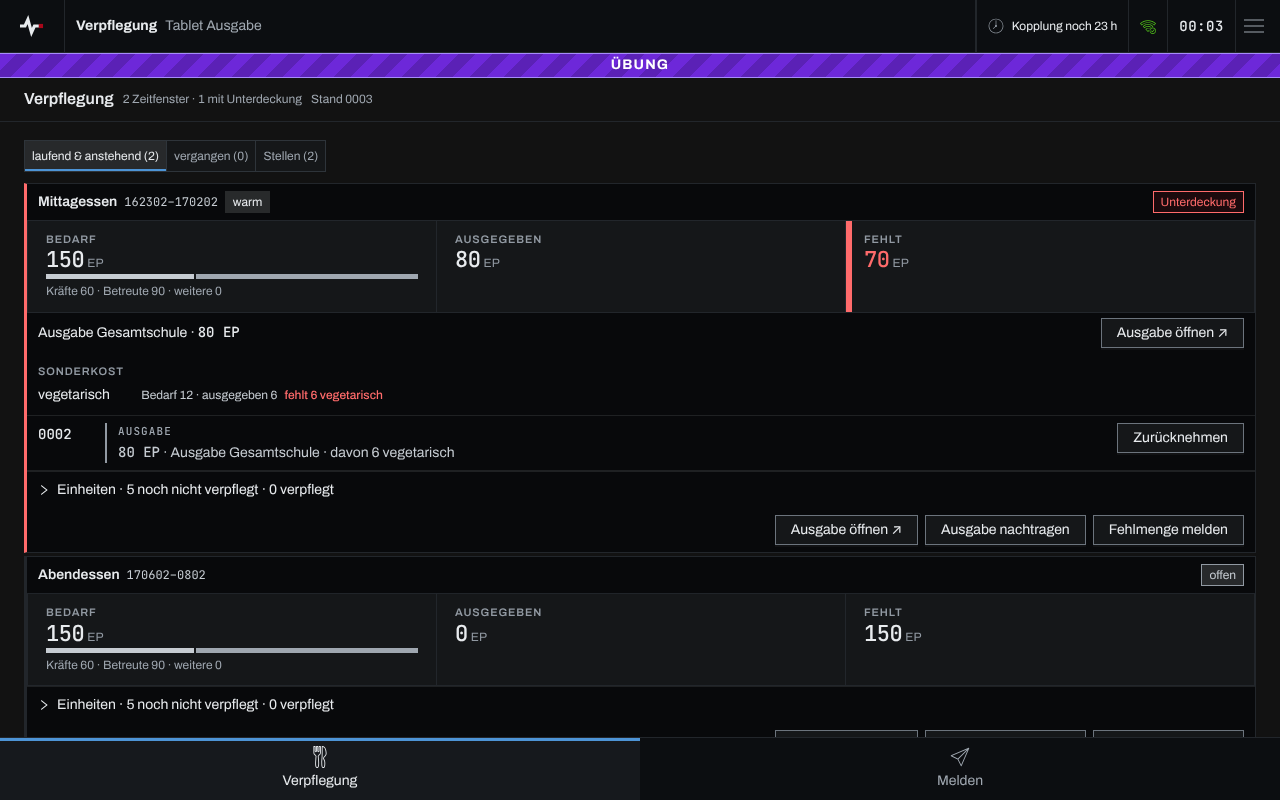 Verpflegung Tablet Ausgabe
Kopplung noch 23 h
00:03
ÜBUNG
Verpflegung 2 Zeitfenster · 1 mit Unterdeckung Stand 0003
laufend & anstehend (2) vergangen (0) Stellen (2)
Mittagessen 162302–170202 warm Unterdeckung
BEDARF AUSGEGEBEN FEHLT
150 EP 80 EP 70 EP
Kräfte 60 · Betreute 90 · weitere 0
Ausgabe Gesamtschule · 80 EP Ausgabe öffnen ↗
SONDERKOST
vegetarisch Bedarf 12 · ausgegeben 6 fehlt 6 vegetarisch
0002 AUSGABE
80 EP · Ausgabe Gesamtschule · davon 6 vegetarisch Zurücknehmen
Einheiten · 5 noch nicht verpflegt · 0 verpflegt
Ausgabe öffnen ↗ Ausgabe nachtragen Fehlmenge melden
Abendessen 170602–0802 offen
BEDARF AUSGEGEBEN FEHLT
150 EP 0 EP 150 EP
Kräfte 60 · Betreute 90 · weitere 0
Einheiten · 5 noch nicht verpflegt · 0 verpflegt
Verpflegung Melden